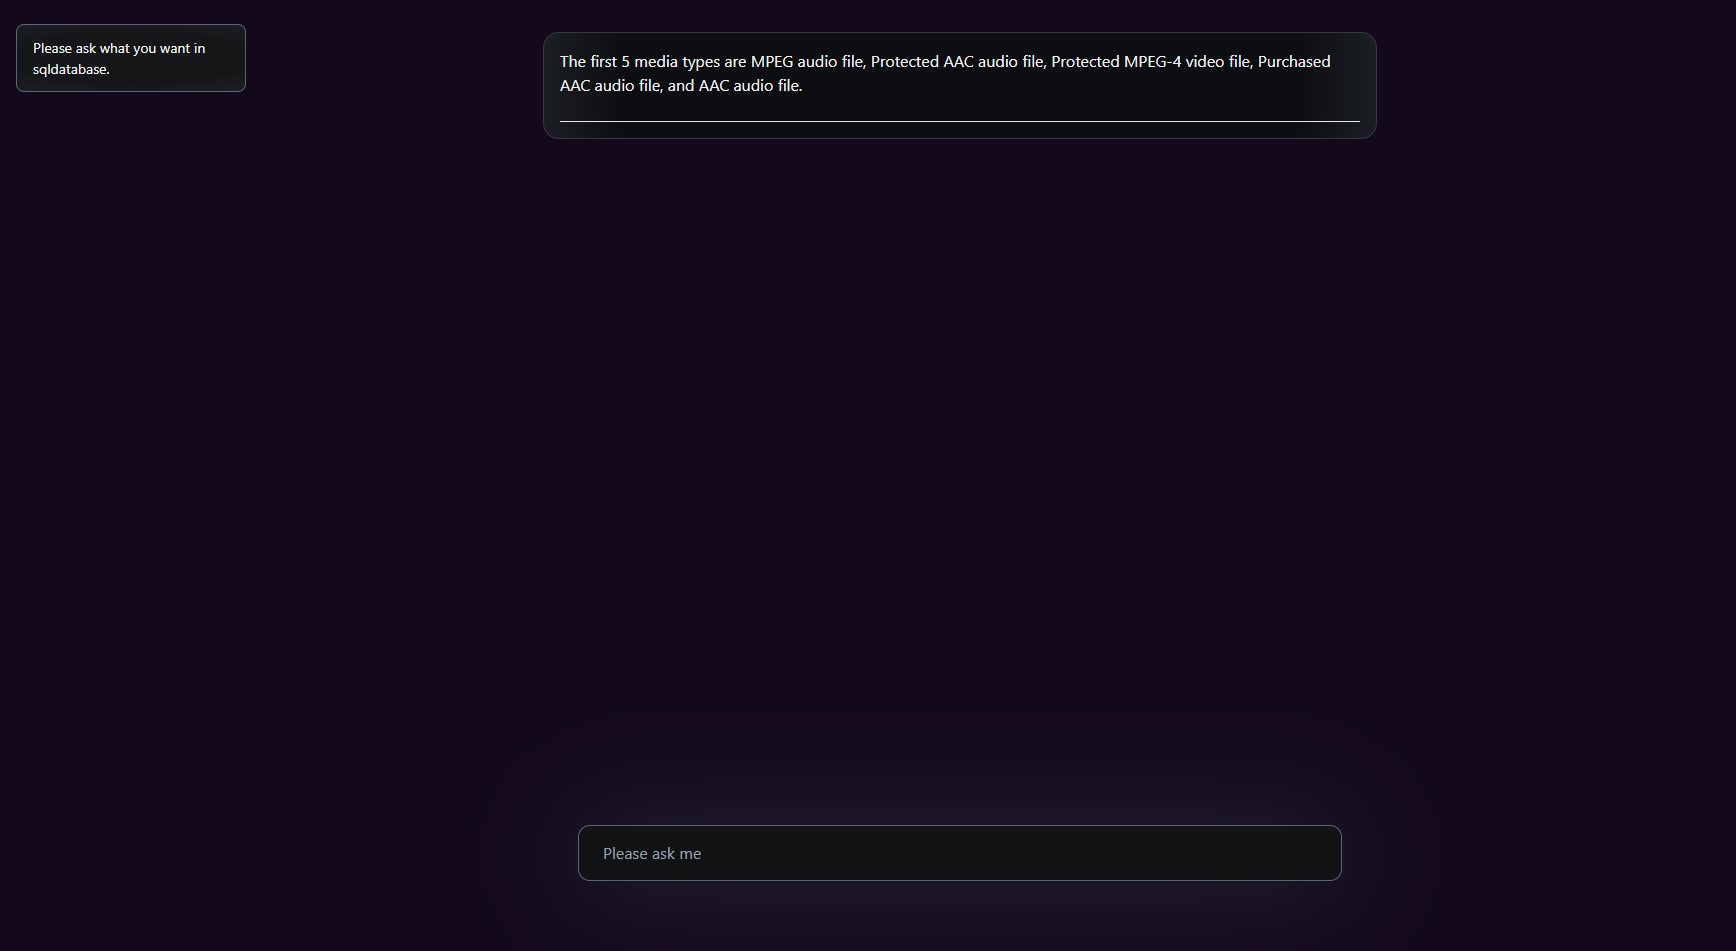 Please ask what you want in
sqldatabase.
The first 5 media types are MPEG audio file, Protected AAC audio file, Protected MPEG-4 video file, Purchased
AAC audio file, and AAC audio file.
Please ask me